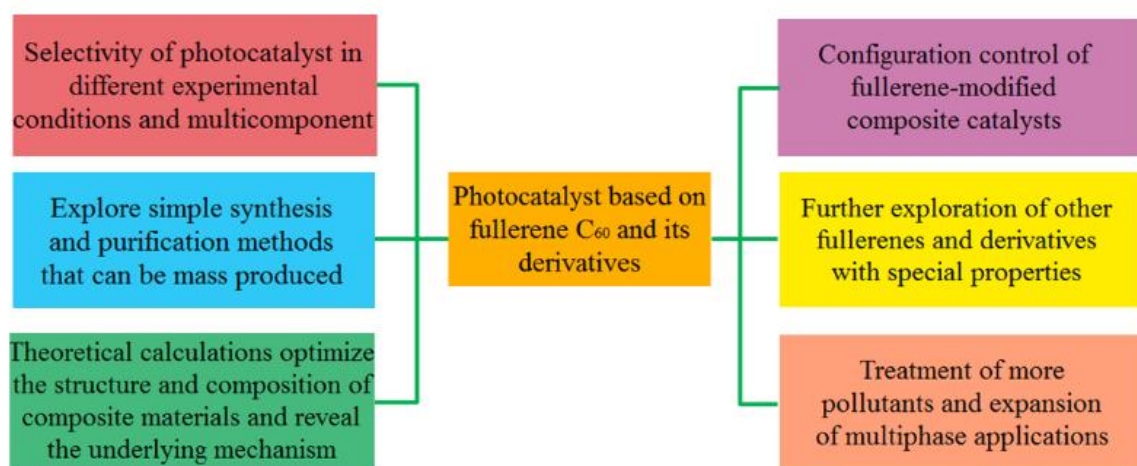 Selectivity of photocatalyst in
different experimental
conditions and multicomponent
Explore simple synthesis
and purification methods
that can be mass produced
Theoretical calculations optimize
the structure and composition of
composite materials and reveal
the underlying mechanism
Photocatalyst based on
fullerene C₆₀ and its
derivatives
Configuration control of
fullerene-modified
composite catalysts
Further exploration of other
fullerenes and derivatives
with special properties
Treatment of more
pollutants and expansion
of multiphase applications